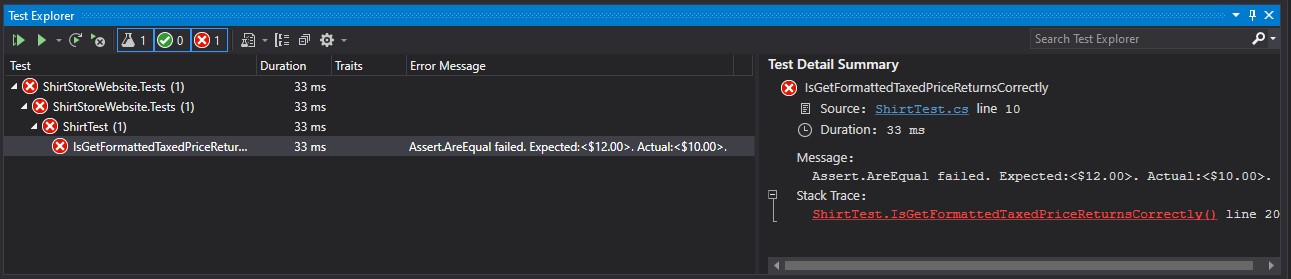 Test Explorer
1 0 1
Search Test Explorer
Test Duration Traits Error Message
ShirtStoreWebsite.Tests (1) 33 ms
ShirtStoreWebsite.Tests (1) 33 ms
ShirtTest (1) 33 ms
IsGetFormattedTaxedPriceRetur... 33 ms Assert.AreEqual failed. Expected:<$12.00>. Actual:<$10.00>.
Test Detail Summary
IsGetFormattedTaxedPriceReturnsCorrectly
Source: ShirtTest.cs line 10
Duration: 33 ms
Message:
Assert.AreEqual failed. Expected:<$12.00>. Actual:<$10.00>.
Stack Trace:
ShirtTest.IsGetFormattedTaxedPriceReturnsCorrectly() line 20